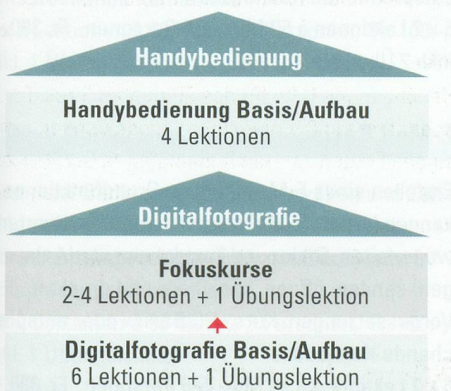 Handybedienung
Handybedienung Basis/Aufbau
4 Lektionen
Digitalfotografie
Fokuskurse
2-4 Lektionen + 1 Übungslektion
Digitalfotografie Basis/Aufbau
6 Lektionen + 1 Übungslektion